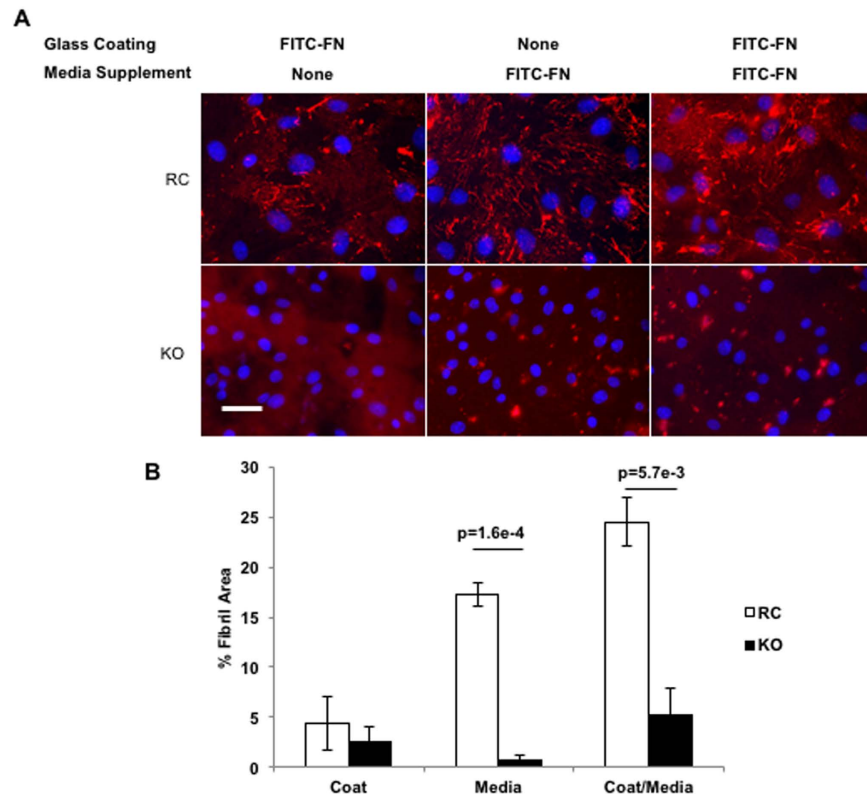 A
Glass Coating FITC-FN None FITC-FN
Media Supplement None FITC-FN FITC-FN
RC
KO
B
% Fibril Area
30
25
20
15
10
5
0
p=1.6e-4
p=5.7e-3
RC
KO
Coat Media Coat/Media